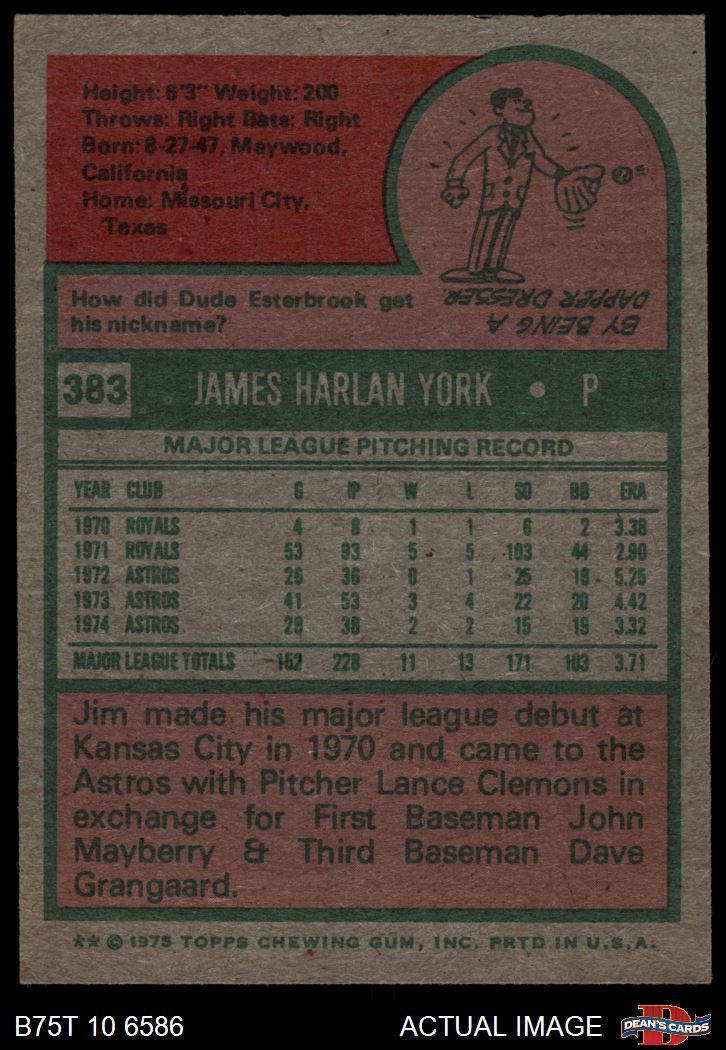 Height: 6'3" Weight: 200
Throws: Right Bats: Right
Born: 8-27-47, Maywood,
California
Home: Missouri City,
Texas
How did Dude Esterbrook get
his nickname?
BY BEING A
DAPPER DRESSER
383 JAMES HARLAN YORK • P
MAJOR LEAGUE PITCHING RECORD
YEAR CLUB G IP W L SO BB ERA
1970 ROYALS 4 8 1 1 6 2 3.38
1971 ROYALS 53 93 5 5 103 44 2.90
1972 ASTROS 26 36 0 1 25 18 5.25
1973 ASTROS 41 53 3 4 22 20 4.42
1974 ASTROS 28 38 2 2 15 19 3.32
MAJOR LEAGUE TOTALS 152 228 11 13 171 103 3.71
Jim made his major league debut at
Kansas City in 1970 and came to the
Astros with Pitcher Lance Clemons in
exchange for First Baseman John
Mayberry & Third Baseman Dave
Grangaard.
** © 1975 TOPPS CHEWING GUM, INC. PRTD IN U.S.A.
B75T 10 6586 ACTUAL IMAGE
DEAN'S CARDS